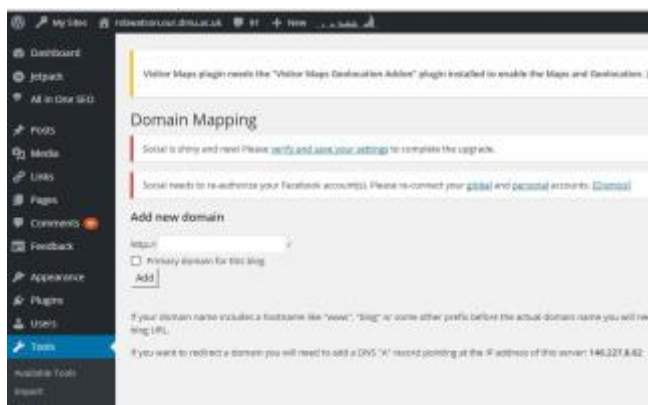 My Sites
91
+ New
Dashboard
Jetpack
All in One SEO
Posts
Media
Links
Pages
Comments
Feedback
Appearance
Plugins
Users
Tools
Available Tools
Import
Visitor Maps plugin needs the "Visitor Maps Geolocation Addon" plugin installed to enable the Maps and Geolocation.
Domain Mapping
Social is shiny and new! Please verify and save your settings to complete the upgrade.
Social needs to re-authorize your Facebook account(s). Please re-connect your global and personal accounts. [Dismiss]
Add new domain
http:// /
Primary domain for this blog
Add
If your domain name includes a hostname like "www", "blog" or some other prefix before the actual domain name you will
blog URL.
If you want to redirect a domain you will need to add a DNS "A" record pointing at the IP address of this server: 146.227.8.62